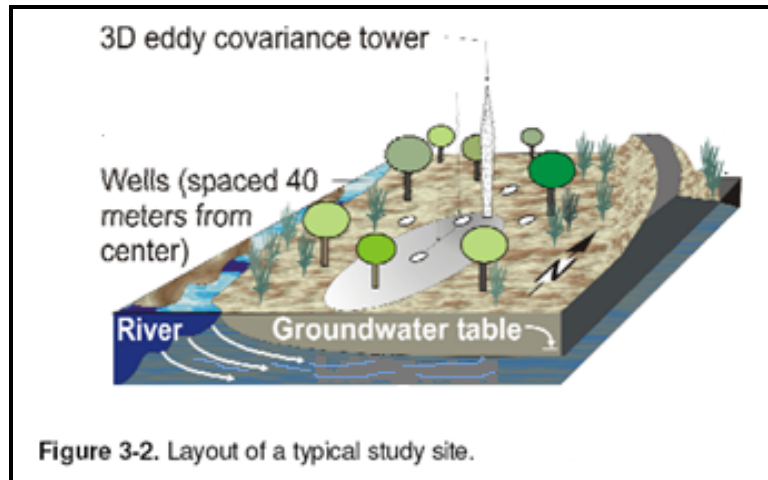 3D eddy covariance tower
Wells (spaced 40
meters from
center)
N
River
Groundwater table
Figure 3-2. Layout of a typical study site.